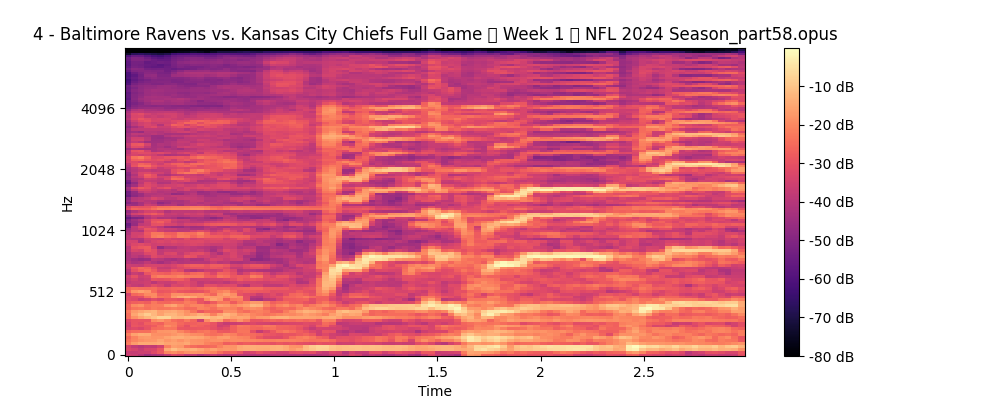 4 - Baltimore Ravens vs. Kansas City Chiefs Full Game ▯ Week 1 ▯ NFL 2024 Season_part58.opus
4096
2048
1024
512
0
Hz
0
0.5
1
1.5
2
2.5
Time
-10 dB
-20 dB
-30 dB
-40 dB
-50 dB
-60 dB
-70 dB
-80 dB